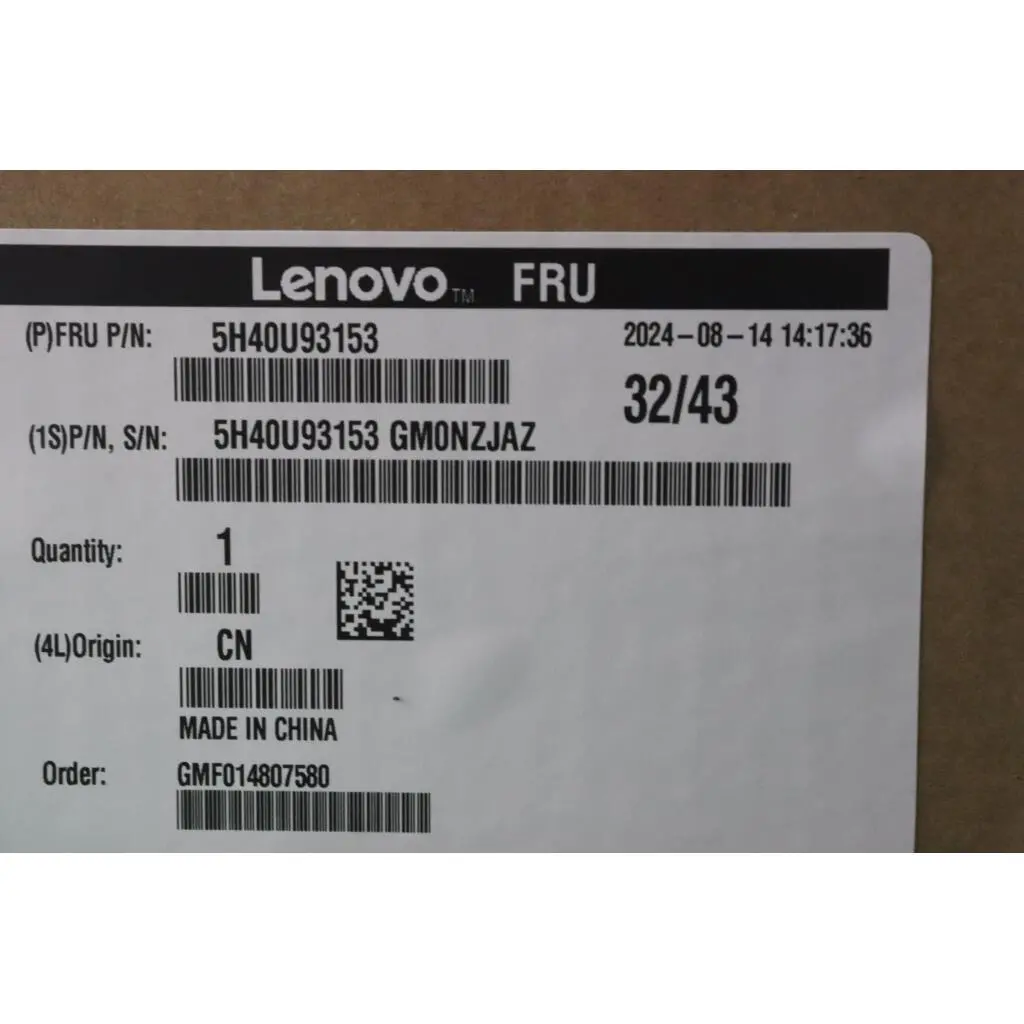 Lenovo™ FRU
(P)FRU P/N: 5H40U93153 2024-08-14 14:17:36
32/43
(1S)P/N, S/N: 5H40U93153 GM0NZJAZ
Quantity: 1
(4L)Origin: CN
MADE IN CHINA
Order: GMF014807580